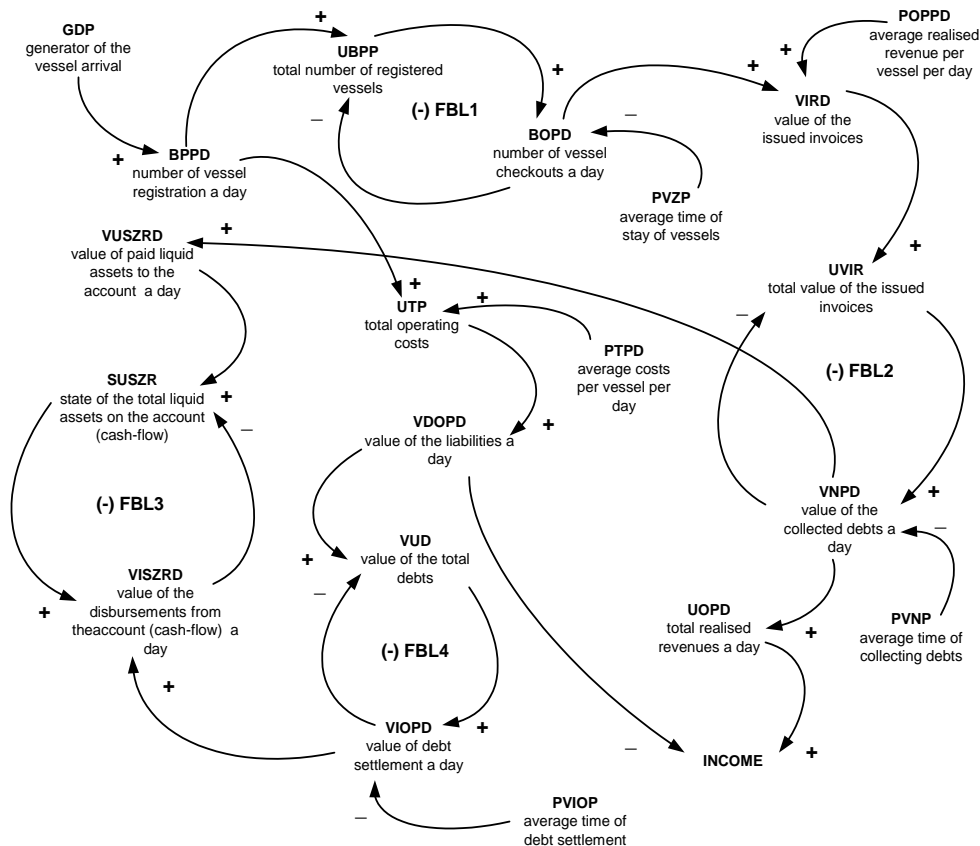 GDP
generator of the
vessel arrival
+
UBPP
total number of registered
vessels
+
POPPD
average realised
revenue per
vessel per day
+
+
VIRD
value of the
issued invoices
(-) FBL1
–
–
BOPD
number of vessel
checkouts a day
+
BPPD
number of vessel
registration a day
PVZP
average time of
stay of vessels
VUSZRD
value of paid liquid
assets to the
account a day
+
+
UVIR
total value of the issued
invoices
–
+
+
UTP
total operating
costs
PTPD
average costs
per vessel per
day
(-) FBL2
SUSZR
state of the total liquid
assets on the account
(cash-flow)
+
–
VDOPD
value of the liabilities a
day
+
(-) FBL3
VNPD
value of the
collected debts a
day
+
–
VUD
value of the total
debts
+
–
VISZRD
value of the
disbursements from
theaccount (cash-flow) a
day
+
UOPD
total realised
revenues a day
+
PVNP
average time of
collecting debts
(-) FBL4
+
VIOPD
value of debt
settlement a day
+
–
INCOME
+
–
PVIOP
average time of
debt settlement